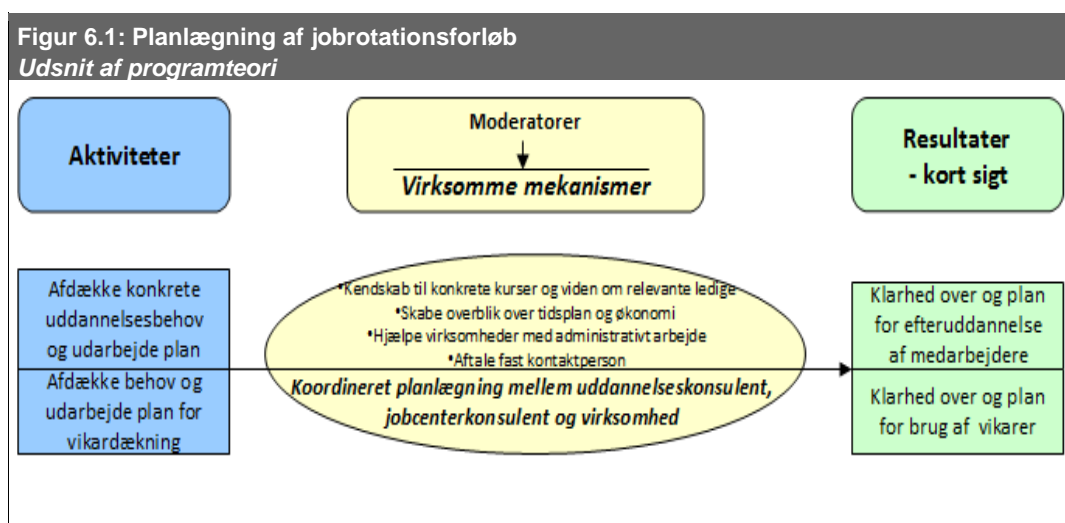 Figur 6.1: Planlægning af jobrotationsforløb
Udsnit af programteori
Aktiviteter
Moderatorer
Virksomme mekanismer
Resultater
- kort sigt
Afdække konkrete
uddannelsesbehov
og udarbejde plan
Afdække behov og
udarbejde plan for
vikardækning
•Kendskab til konkrete kurser og viden om relevante ledige
•Skabe overblik over tidsplan og økonomi
•Hjælpe virksomheder med administrativt arbejde
•Aftale fast kontaktperson
Koordineret planlægning mellem uddannelseskonsulent,
jobcenterkonsulent og virksomhed
Klarhed over og plan
for efteruddannelse
af medarbejdere
Klarhed over og plan
for brug af vikarer